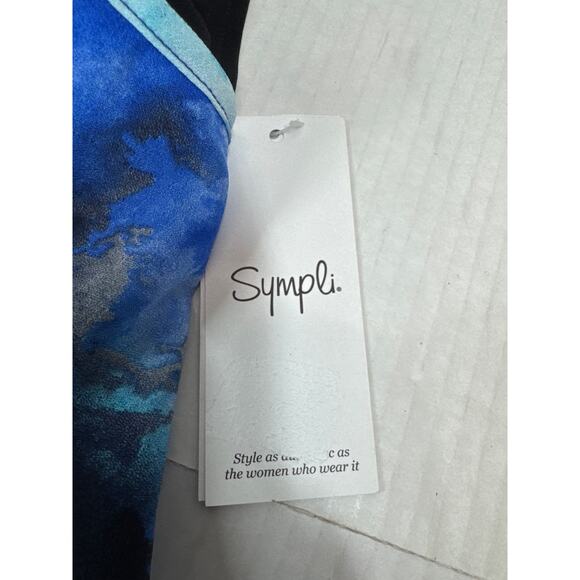 Sympli.
Style as as
the women who wear it